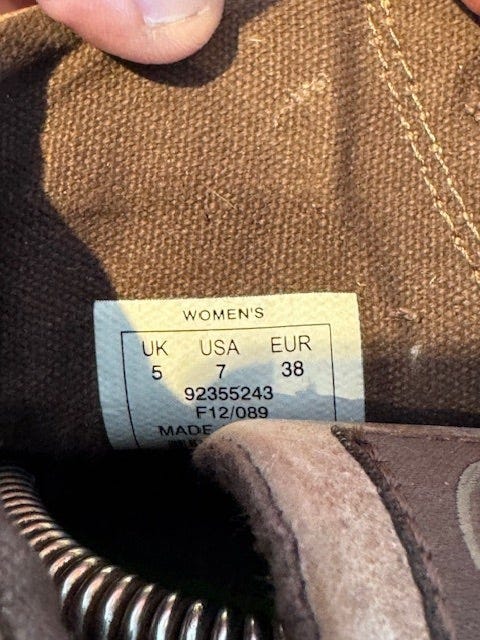 WOMEN'S
UK USA EUR
5 7 38
92355243
F12/089
MADE